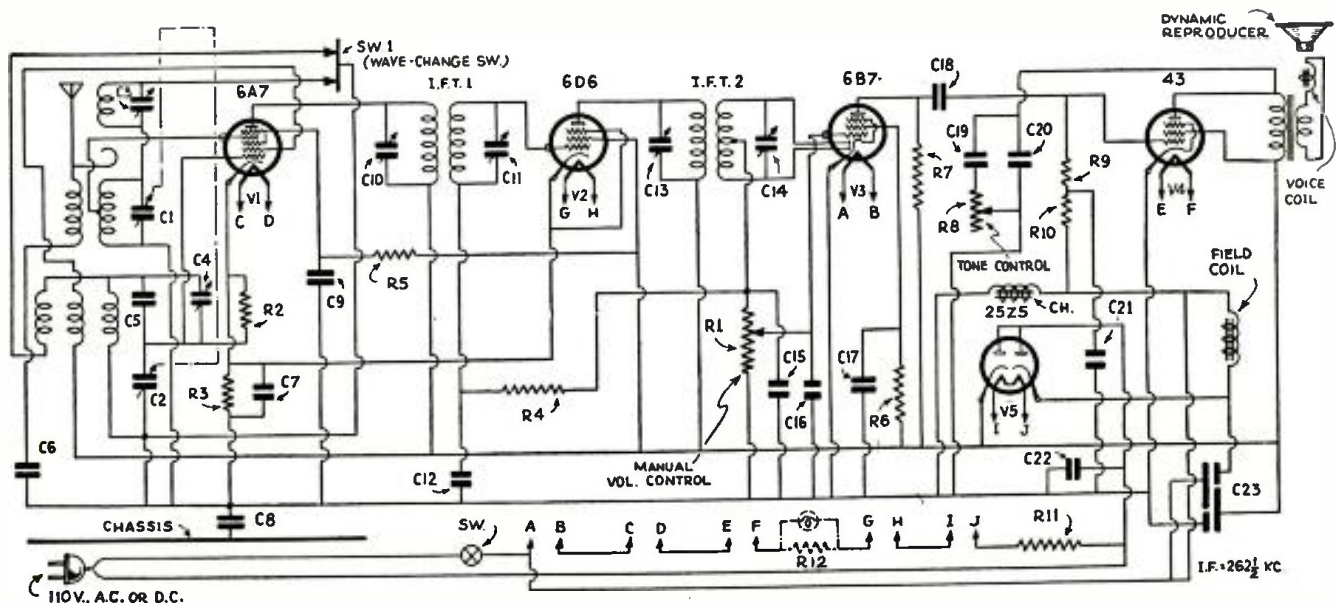 DYNAMIC
REPRODUCER
SW 1
(WAVE-CHANGE SW.)
I.F.T. 1
I.F.T. 2
6A7
6D6
6B7
43
C18
C10
C11
C13
C14
C19
C20
R7
R9
R8
R10
TONE CONTROL
VOICE
COIL
FIELD
COIL
C1
V1
C D
V2
G H
V3
A B
V4
E F
C4
C5
R2
C9
R5
R1
C15
25Z5
CH.
C21
C2
R3
C7
R4
C16
C17
R6
V5
I J
C6
C12
MANUAL
VOL. CONTROL
C22
C23
CHASSIS
C8
SW.
A B C D E F G H I J
R12
R11
I.F.=262½ KC
110V., A.C. OR D.C.